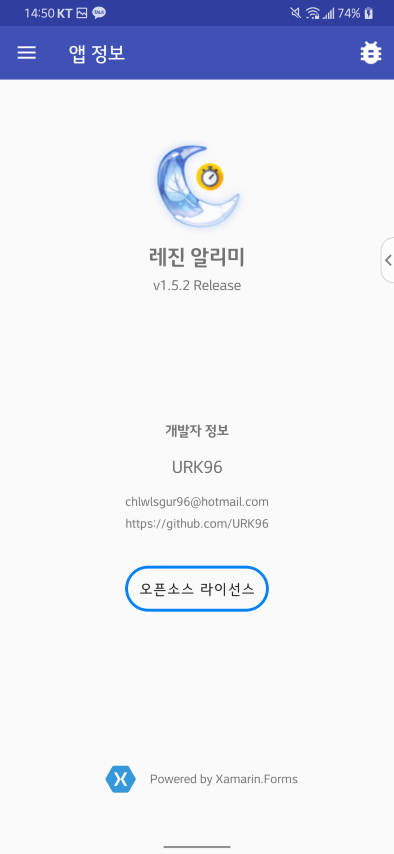 14:50 KT TALK 74%
앱 정보
레진 알리미
v1.5.2 Release
개발자 정보
URK96
chlwlsgur96@hotmail.com
https://github.com/URK96
오픈소스 라이선스
Powered by Xamarin.Forms